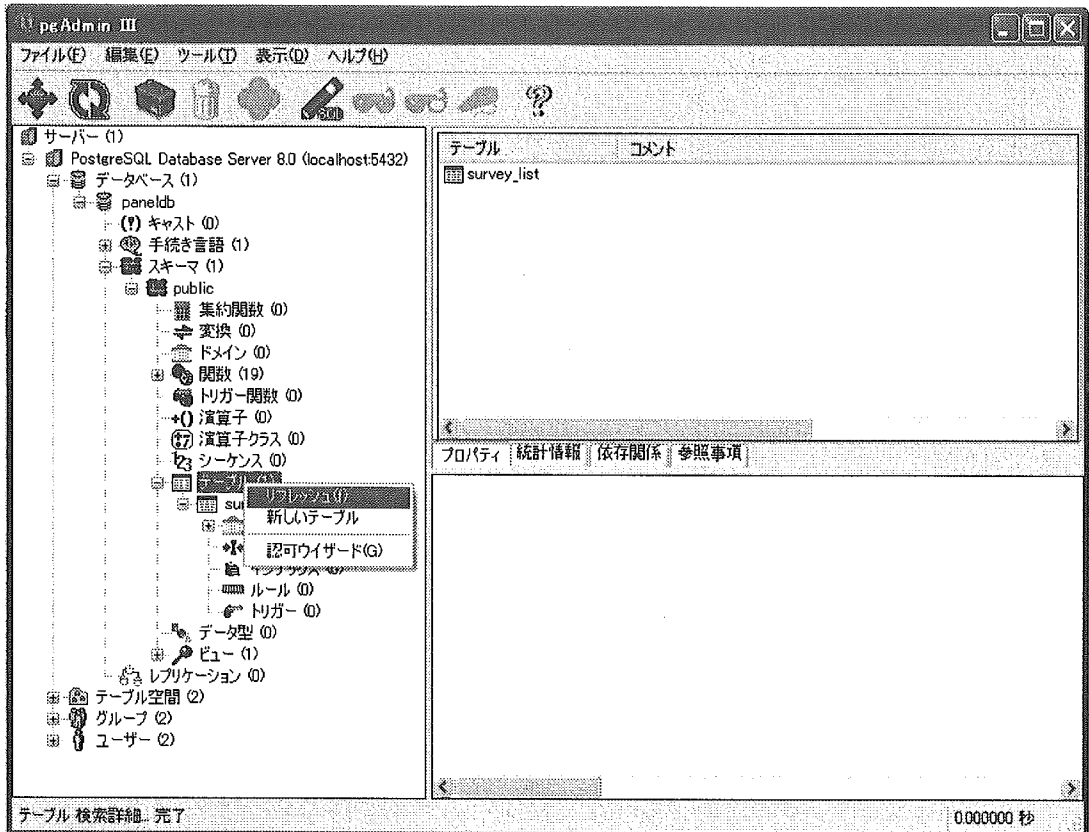 pgAdmin III
ファイル(F) 編集(E) ツール(T) 表示(D) ヘルプ(H)
SQL
サーバー (1)
PostgreSQL Database Server 8.0 (localhost:5432)
データベース (1)
paneldb
キャスト (0)
手続き言語 (1)
スキーマ (1)
public
集約関数 (0)
変換 (0)
ドメイン (0)
関数 (19)
トリガー関数 (0)
演算子 (0)
演算子クラス (0)
シーケンス (0)
テーブル (1)
リフレッシュ(f)
新しいテーブル
認可ウイザード(G)
ルール (0)
トリガー (0)
データ型 (0)
ビュー (1)
レプリケーション (0)
テーブル空間 (2)
グループ (2)
ユーザー (2)
テーブル コメント
survey_list
プロパティ 統計情報 依存関係 参照事項
テーブル 検索詳細... 完了
0.000000 秒